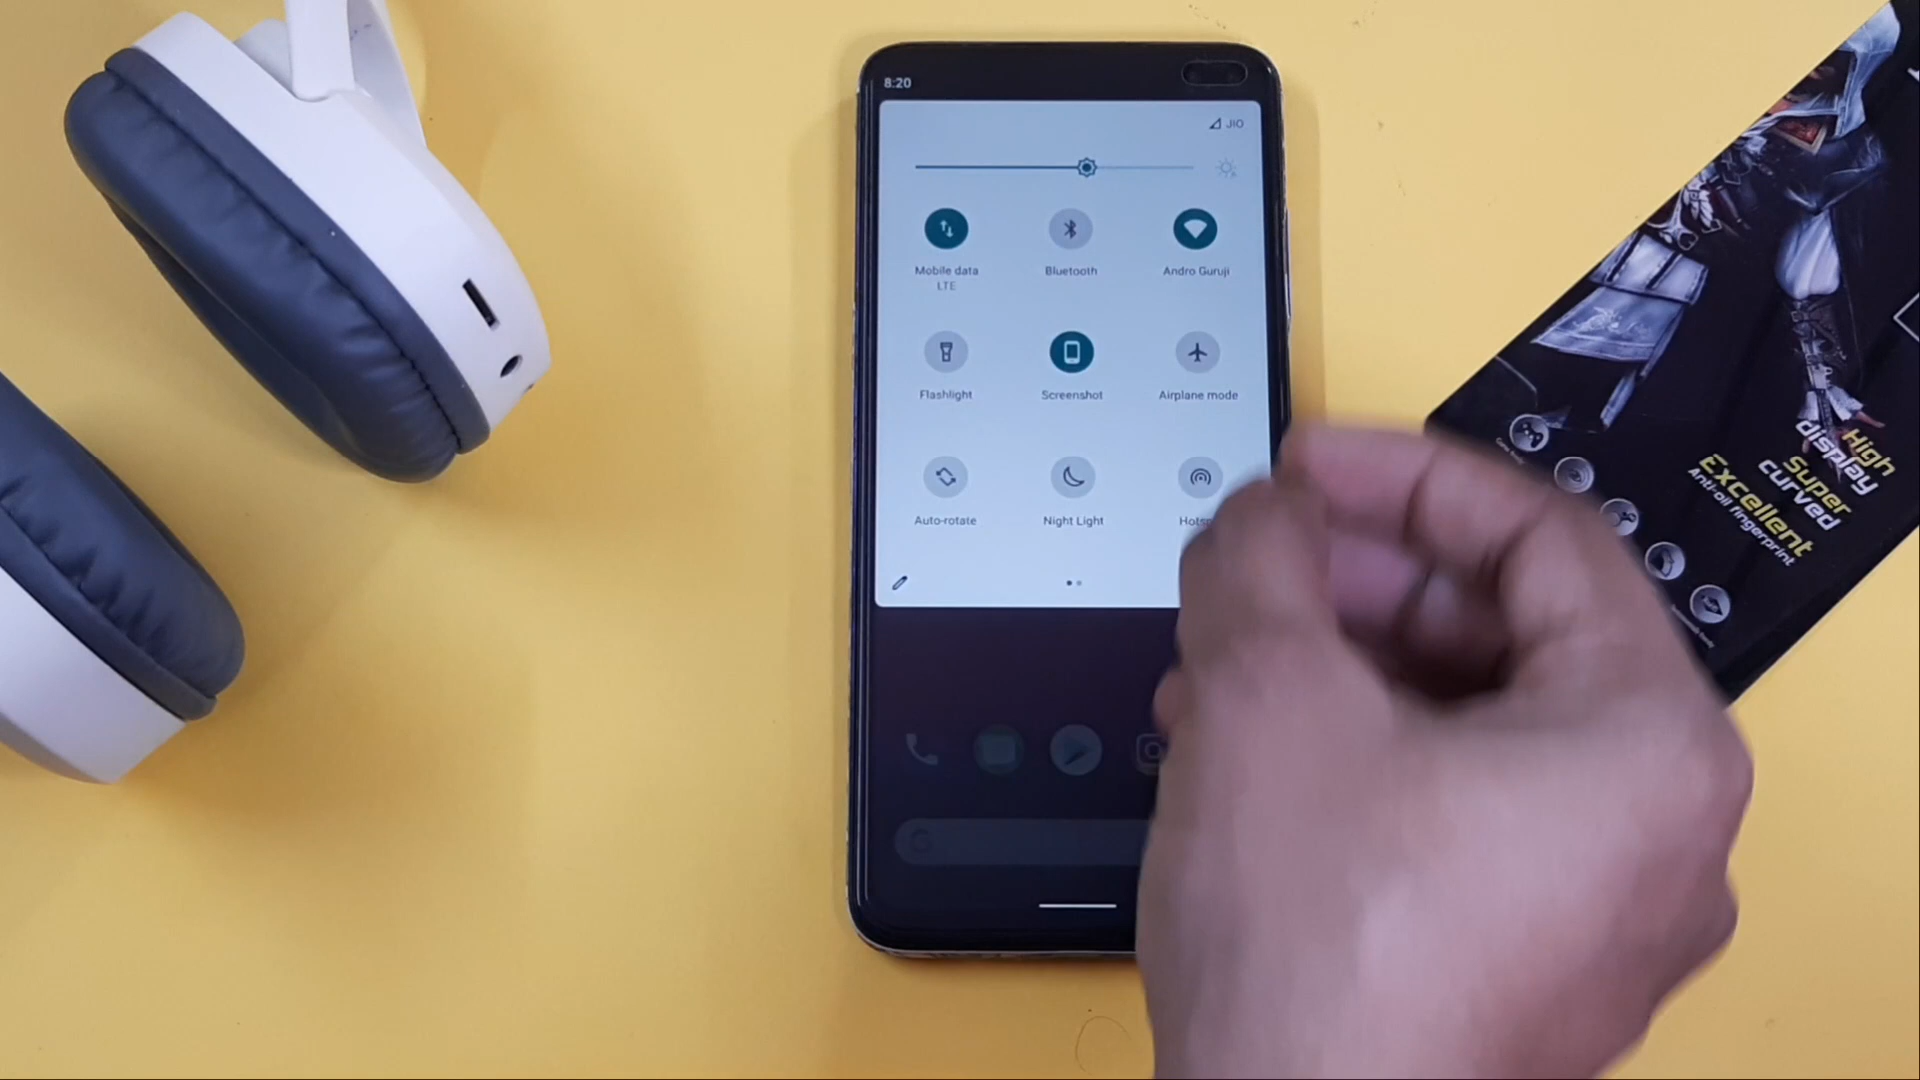 8:20
JIO
Mobile data
LTE
Bluetooth
Andro Guruji
Flashlight
Screenshot
Airplane mode
Auto-rotate
Night Light
Hotsp
High
display
Super
curved
Excellent
Anti-oil fingerprint